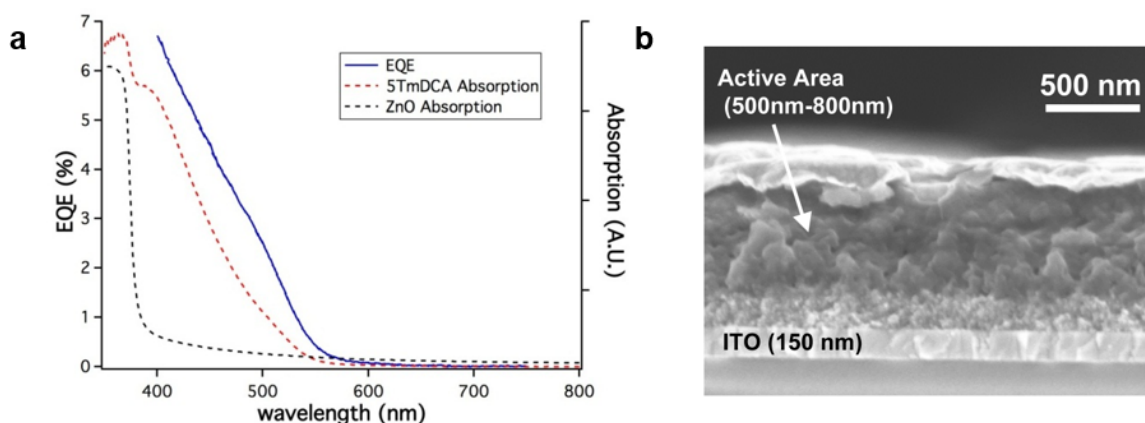 a
7
6
5
4
3
2
1
0
EQE (%)
400
500
600
700
800
wavelength (nm)
EQE
5TmDCA Absorption
ZnO Absorption
Absorption (A.U.)
b
Active Area
(500nm-800nm)
500 nm
ITO (150 nm)